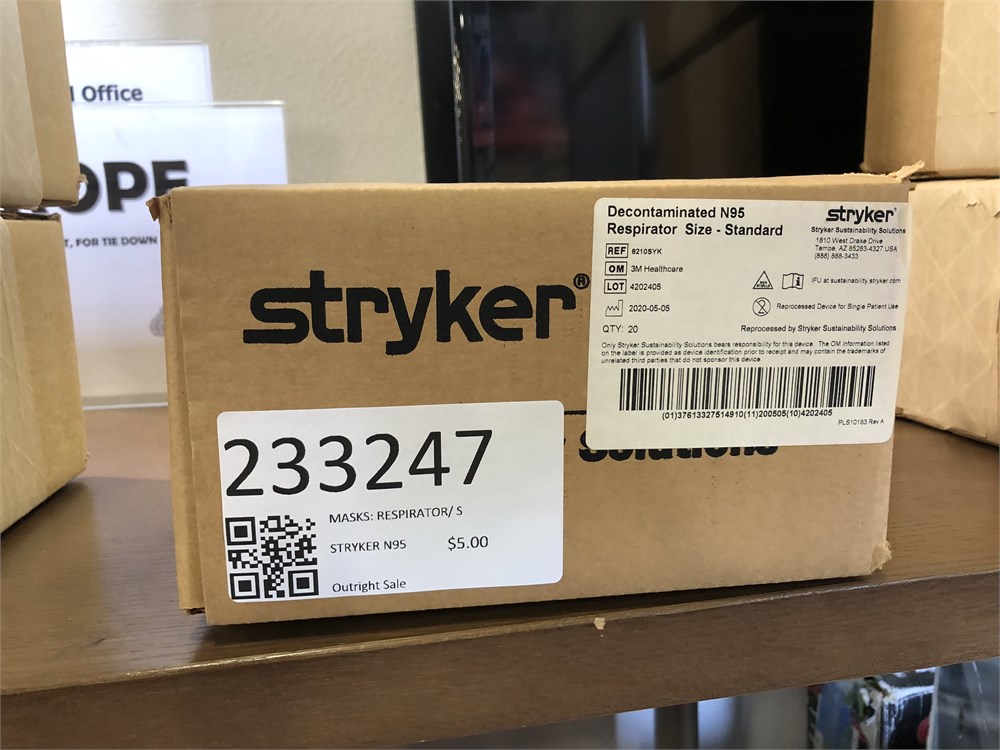 Office
OPE
T, FOR TIE DOWN
stryker®
Solutions
Decontaminated N95
Respirator Size - Standard
stryker®
Stryker Sustainability Solutions
1810 West Drake Drive
Tempe, AZ 85283-4327 USA
(888) 888-3433
REF 8210SYK
OM 3M Healthcare
LOT 4202405
2020-05-05
QTY: 20
IFU at sustainability.stryker.com
Reprocessed Device for Single Patient Use
Reprocessed by Stryker Sustainability Solutions
Only Stryker Sustainability Solutions bears responsibility for this device. The OM information listed
on the label is provided as device identification prior to receipt and may contain the trademarks of
unrelated third parties that do not sponsor this device.
(01)37613327514910(11)200505(10)4202405
PLS10183 Rev A
233247
MASKS: RESPIRATOR/ S
STRYKER N95 $5.00
Outright Sale